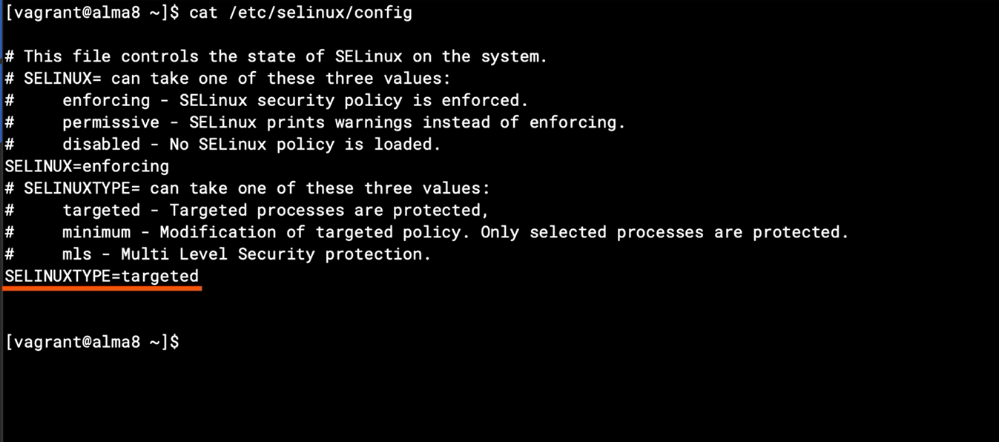 [vagrant@alma8 ~]$ cat /etc/selinux/config
# This file controls the state of SELinux on the system.
# SELINUX= can take one of these three values:
#     enforcing - SELinux security policy is enforced.
#     permissive - SELinux prints warnings instead of enforcing.
#     disabled - No SELinux policy is loaded.
SELINUX=enforcing
# SELINUXTYPE= can take one of these three values:
#     targeted - Targeted processes are protected,
#     minimum - Modification of targeted policy. Only selected processes are protected.
#     mls - Multi Level Security protection.
SELINUXTYPE=targeted
[vagrant@alma8 ~]$